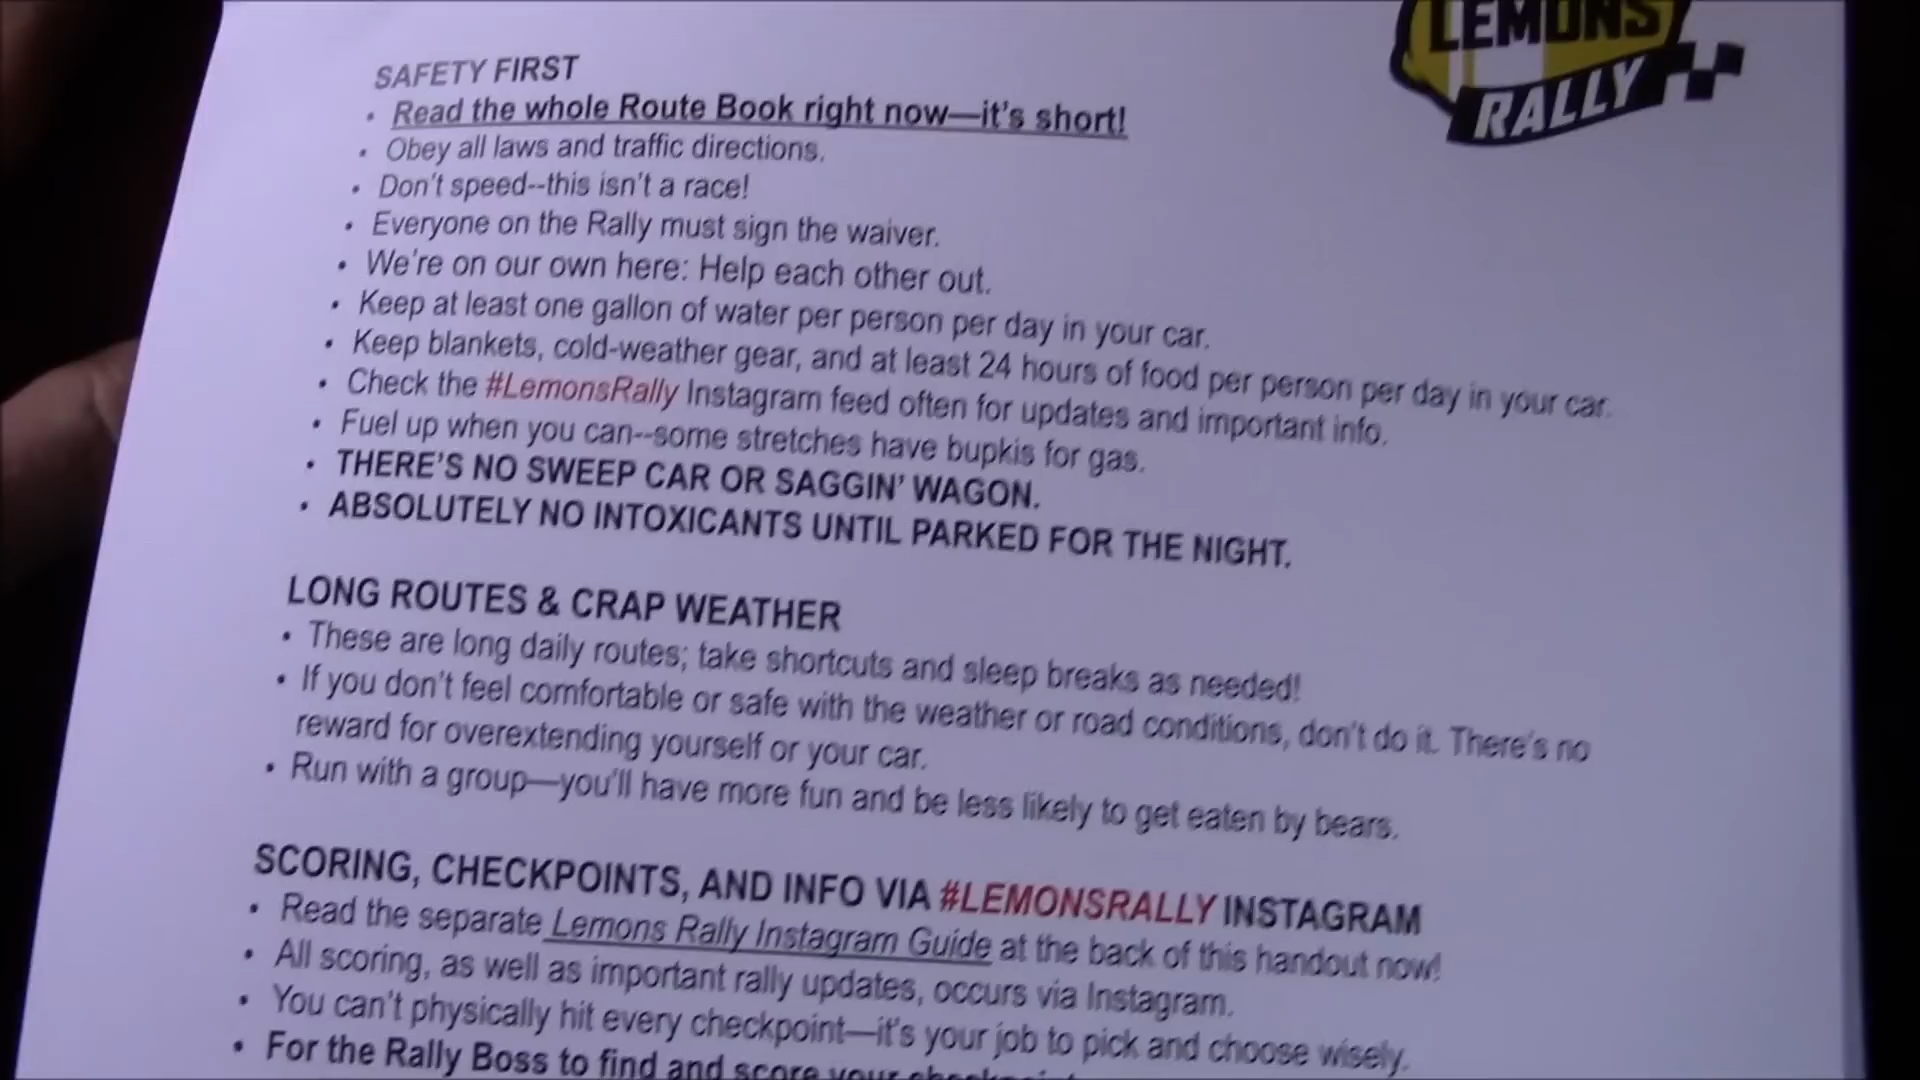 LEMONS
RALLY
SAFETY FIRST
• Read the whole Route Book right now—it's short!
• Obey all laws and traffic directions.
• Don't speed--this isn't a race!
• Everyone on the Rally must sign the waiver.
• We're on our own here: Help each other out.
• Keep at least one gallon of water per person per day in your car.
• Keep blankets, cold-weather gear, and at least 24 hours of food per person per day in your car.
• Check the #LemonsRally Instagram feed often for updates and important info.
• Fuel up when you can--some stretches have bupkis for gas.
• THERE'S NO SWEEP CAR OR SAGGIN' WAGON.
• ABSOLUTELY NO INTOXICANTS UNTIL PARKED FOR THE NIGHT.
LONG ROUTES & CRAP WEATHER
• These are long daily routes; take shortcuts and sleep breaks as needed!
• If you don't feel comfortable or safe with the weather or road conditions, don't do it. There's no
reward for overextending yourself or your car.
• Run with a group—you'll have more fun and be less likely to get eaten by bears.
SCORING, CHECKPOINTS, AND INFO VIA #LEMONSRALLY INSTAGRAM
• Read the separate Lemons Rally Instagram Guide at the back of this handout now!
• All scoring, as well as important rally updates, occurs via Instagram.
• You can't physically hit every checkpoint—it's your job to pick and choose wisely.
• For the Rally Boss to find and score your